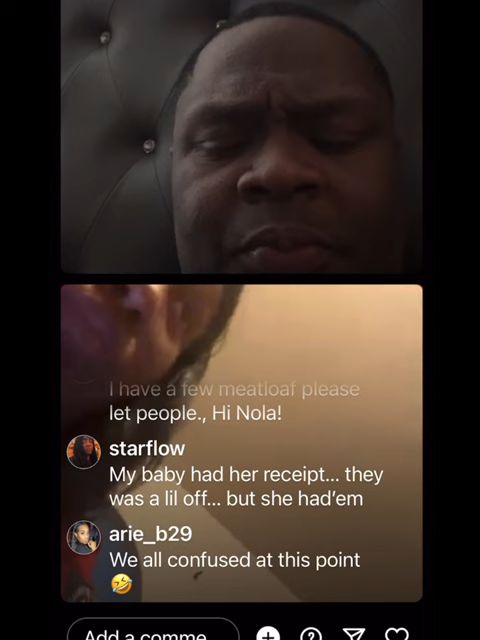 I have a few meatloaf please
let people., Hi Nola!
starflow
My baby had her receipt... they
was a lil off... but she had'em
arie_b29
We all confused at this point
🤣
Add a comme